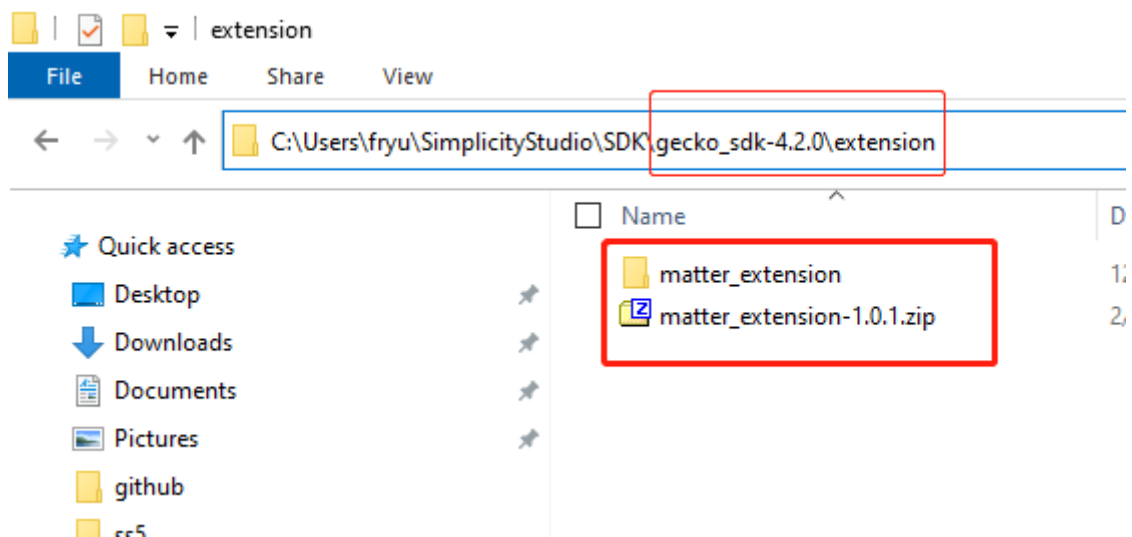 extension
File Home Share View
C:\Users\fryu\SimplicityStudio\SDK\gecko_sdk-4.2.0\extension
Name
Quick access
matter_extension
Desktop
matter_extension-1.0.1.zip
Downloads
Documents
Pictures
github
ss5